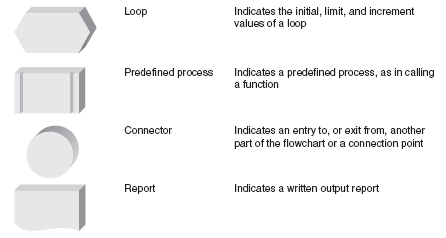 Loop Indicates the initial, limit, and increment
values of a loop
Predefined process Indicates a predefined process, as in calling
a function
Connector Indicates an entry to, or exit from, another
part of the flowchart or a connection point
Report Indicates a written output report